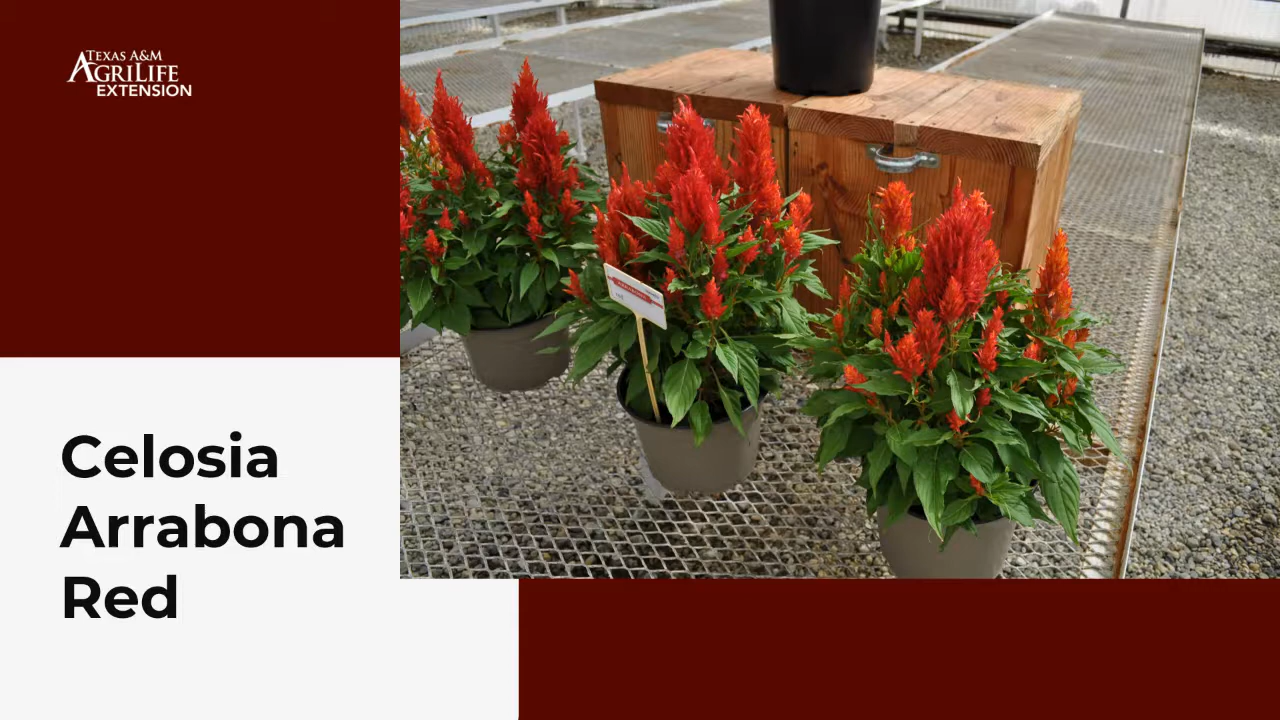 Texas A&M
AgriLife
EXTENSION
Celosia
Arrabona
Red